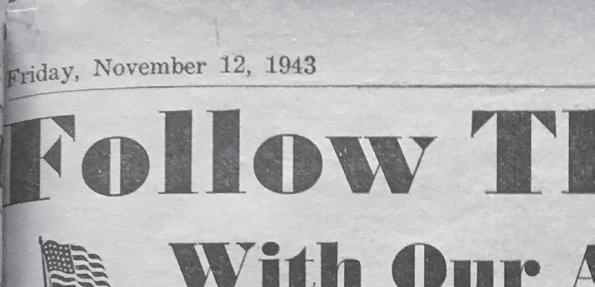 Friday, November 12, 1943
Follow
With Our